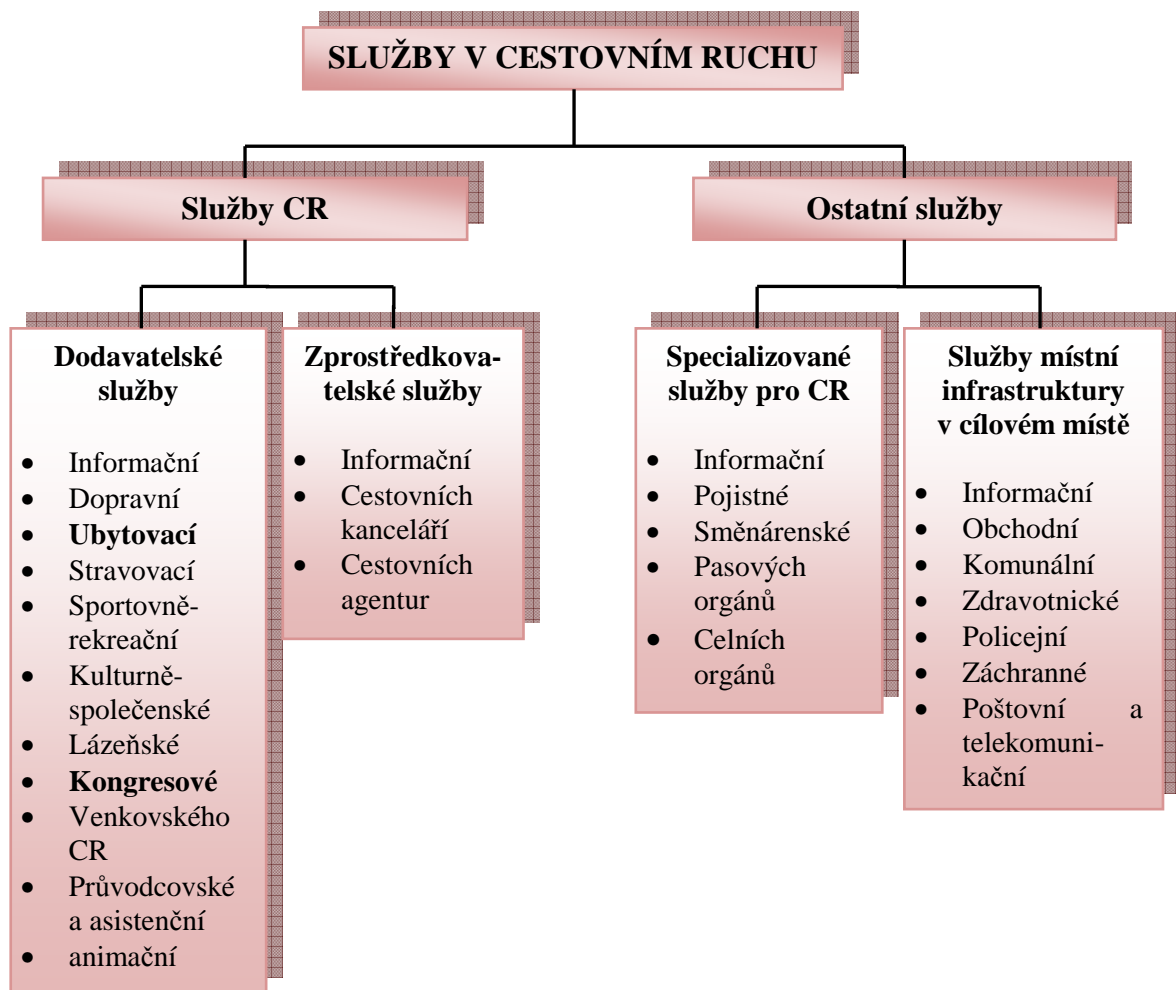 SLUŽBY V CESTOVNÍM RUCHU
Služby CR
Ostatní služby
Dodavatelské
služby
• Informační
• Dopravní
• Ubytovací
• Stravovací
• Sportovně-
rekreační
• Kulturně-
společenské
• Lázeňské
• Kongresové
• Venkovského
CR
• Průvodcovské
a asistenční
• animační
Zprostředkova-
telské služby
• Informační
• Cestovních
kanceláří
• Cestovních
agentur
Specializované
služby pro CR
• Informační
• Pojistné
• Směnárenské
• Pasových
orgánů
• Celních
orgánů
Služby místní
infrastruktury
v cílovém místě
• Informační
• Obchodní
• Komunální
• Zdravotnické
• Policejní
• Záchranné
• Poštovní a
telekomuni-
kační